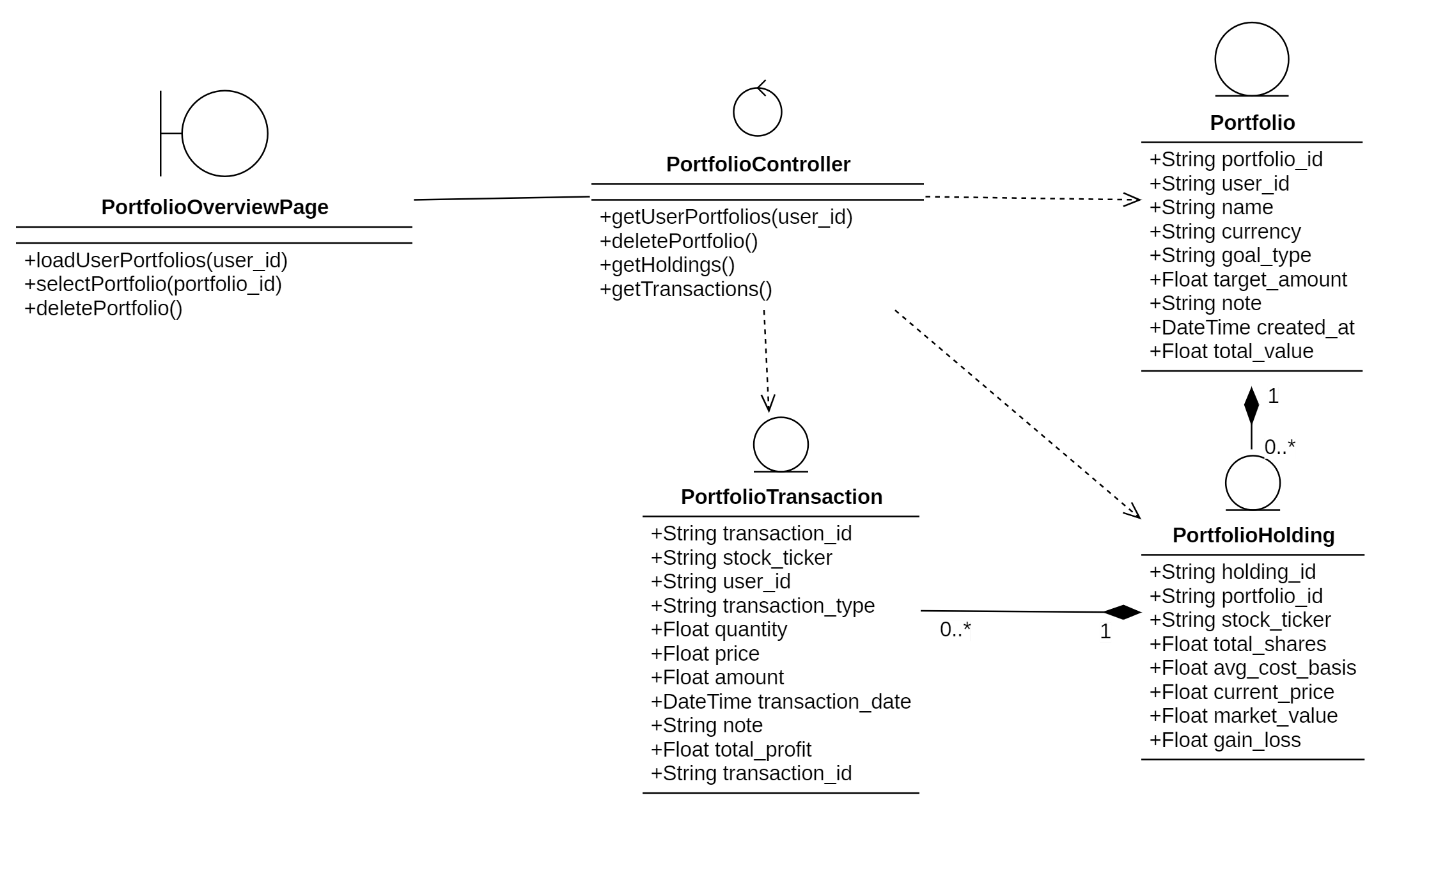 PortfolioOverviewPage
+loadUserPortfolios(user_id)
+selectPortfolio(portfolio_id)
+deletePortfolio()
PortfolioController
+getUserPortfolios(user_id)
+deletePortfolio()
+getHoldings()
+getTransactions()
Portfolio
+String portfolio_id
+String user_id
+String name
+String currency
+String goal_type
+Float target_amount
+String note
+DateTime created_at
+Float total_value
1
0..*
PortfolioTransaction
+String transaction_id
+String stock_ticker
+String user_id
+String transaction_type
+Float quantity
+Float price
+Float amount
+DateTime transaction_date
+String note
+Float total_profit
+String transaction_id
0..*
1
PortfolioHolding
+String holding_id
+String portfolio_id
+String stock_ticker
+Float total_shares
+Float avg_cost_basis
+Float current_price
+Float market_value
+Float gain_loss